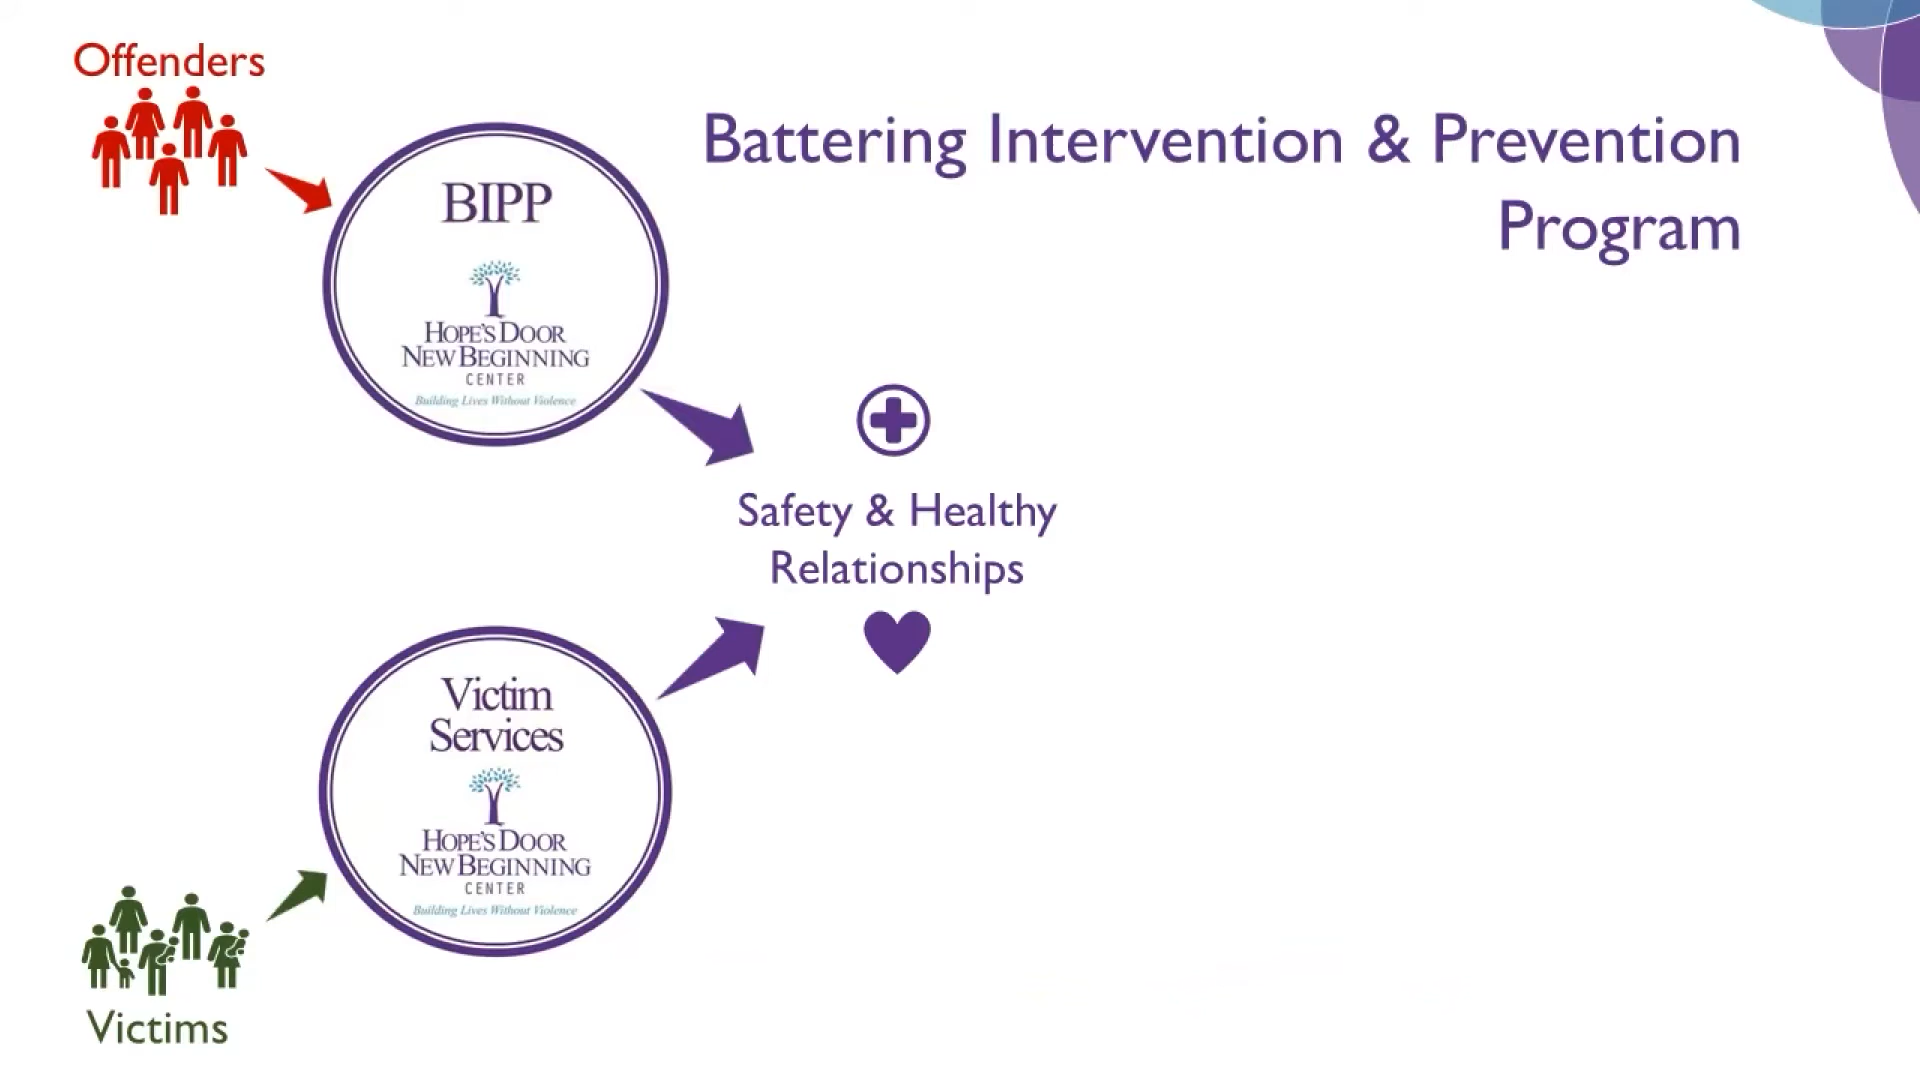 Offenders
Battering Intervention & Prevention
Program
BIPP
HOPE'S DOOR
NEW BEGINNING
CENTER
Building Lives Without Violence
Safety & Healthy
Relationships
Victim
Services
HOPE'S DOOR
NEW BEGINNING
CENTER
Building Lives Without Violence
Victims